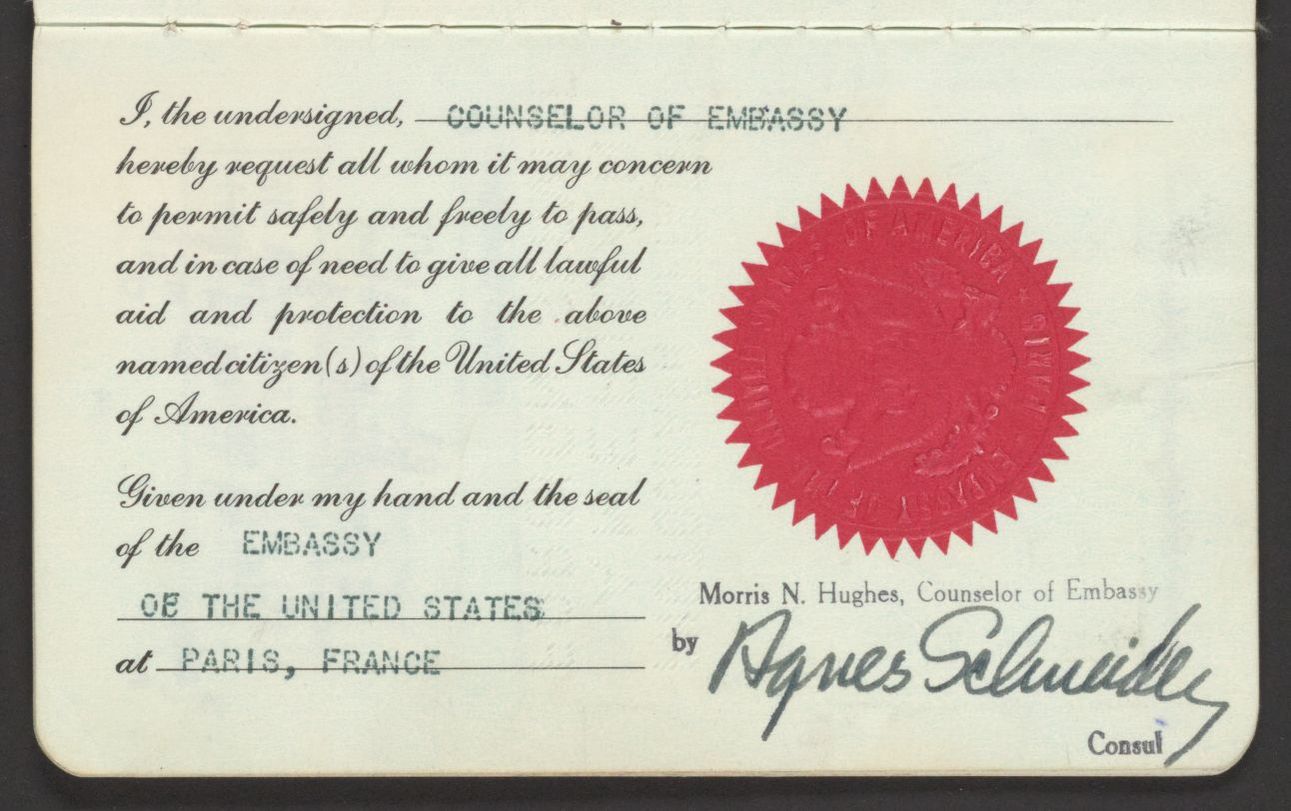 I, the undersigned, COUNSELOR OF EMBASSY
hereby request all whom it may concern
to permit safely and freely to pass,
and in case of need to give all lawful
aid and protection to the above
named citizen(s) of the United States
of America.
Given under my hand and the seal
of the EMBASSY
OF THE UNITED STATES
at PARIS, FRANCE
OF AMERICA
Morris N. Hughes, Counselor of Embassy
by Agnes Schneider
Consul